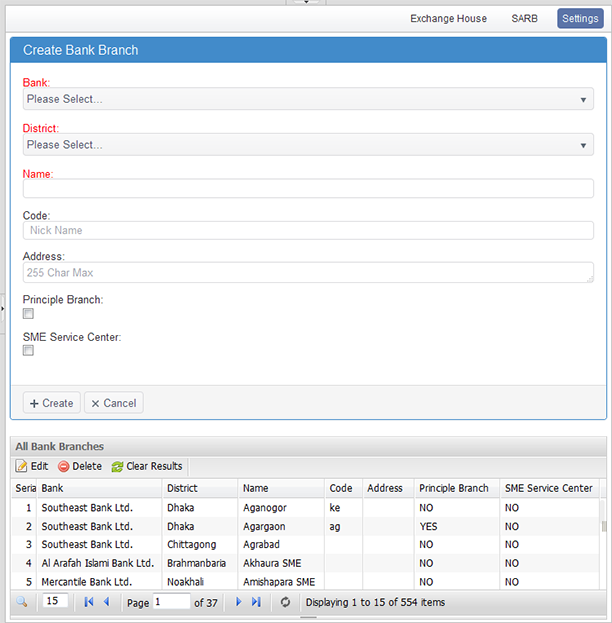 Exchange House SARB Settings
Create Bank Branch
Bank:
Please Select...
District:
Please Select...
Name:
Code:
Nick Name
Address:
255 Char Max
Principle Branch:
SME Service Center:
+ Create × Cancel
All Bank Branches
Edit Delete Clear Results
Seria Bank District Name Code Address Principle Branch SME Service Center
1 Southeast Bank Ltd. Dhaka Aganogor ke NO NO
2 Southeast Bank Ltd. Dhaka Agargaon ag YES NO
3 Southeast Bank Ltd. Chittagong Agrabad NO NO
4 Al Arafah Islami Bank Ltd. Brahmanbaria Akhaura SME NO NO
5 Mercantile Bank Ltd. Noakhali Amishapara SME NO NO
15 Page 1 of 37 Displaying 1 to 15 of 554 items